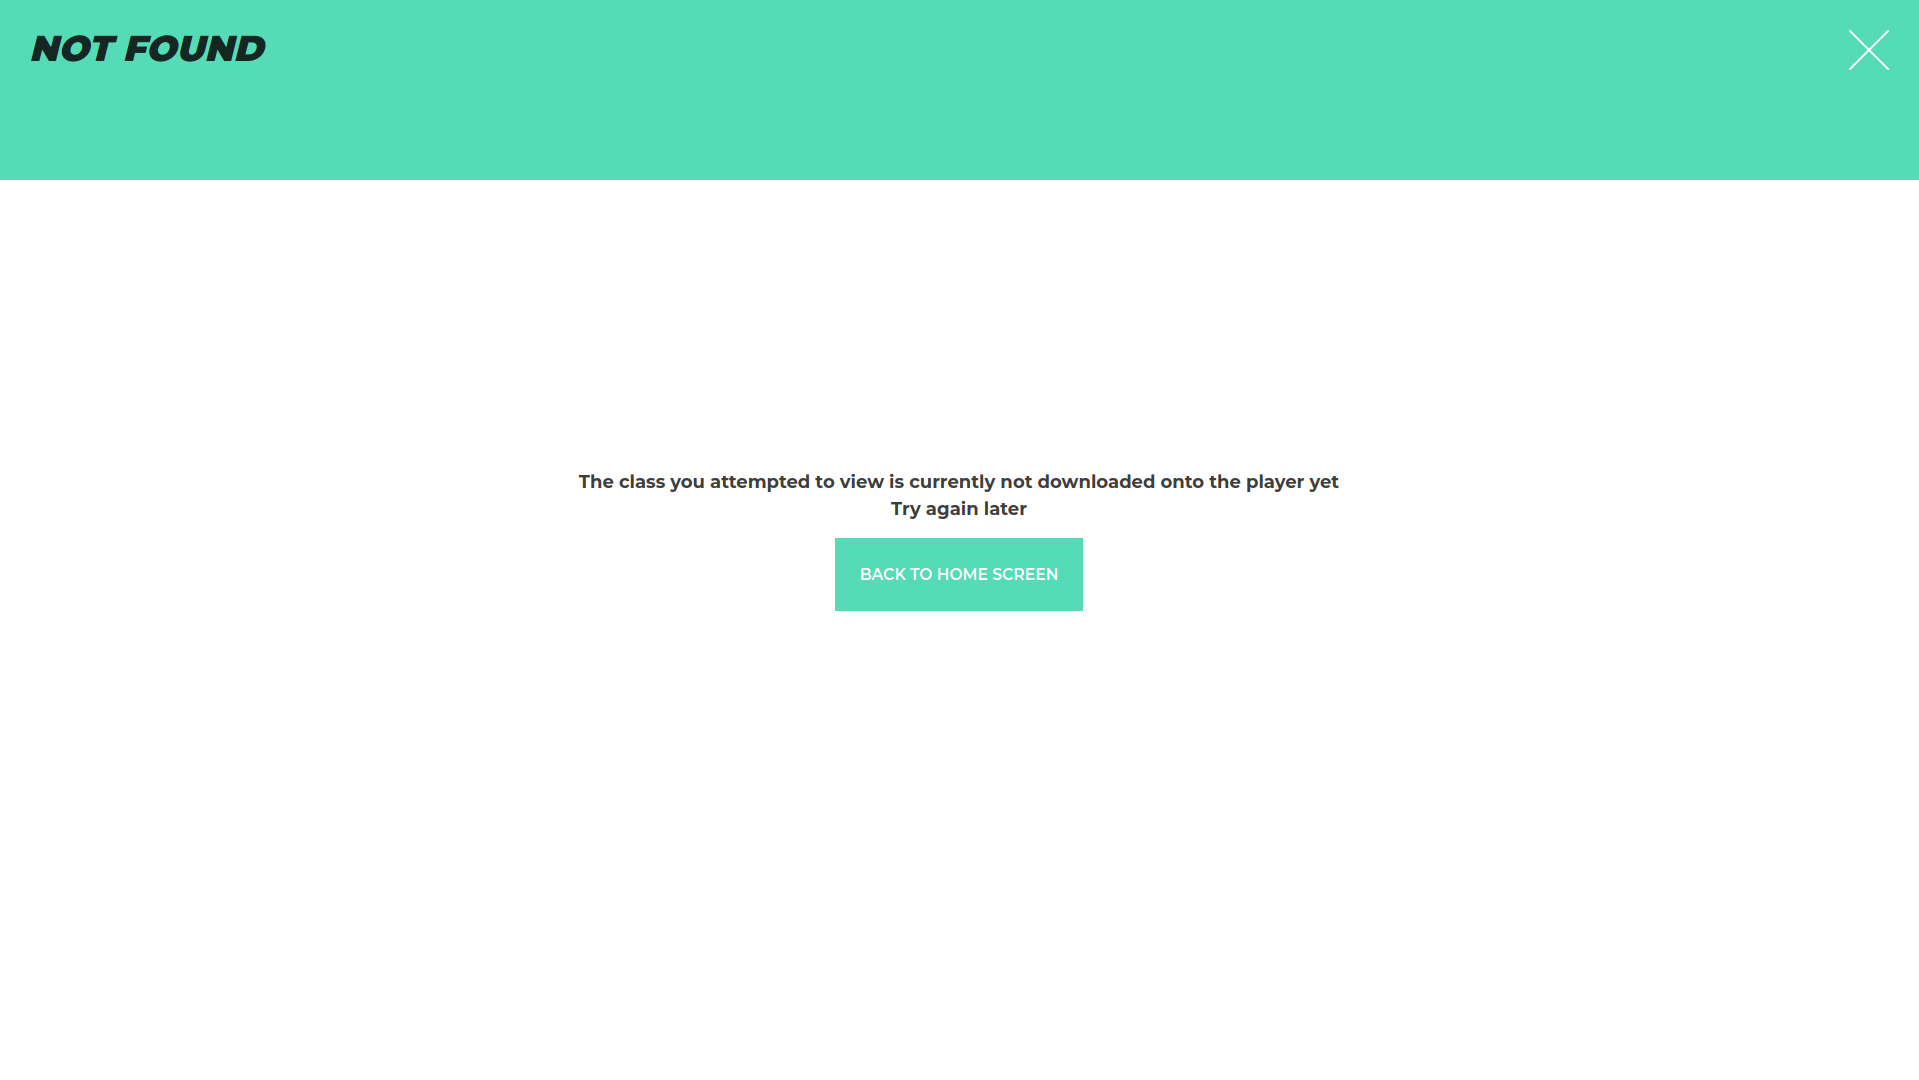 NOT FOUND
The class you attempted to view is currently not downloaded onto the player yet
Try again later
BACK TO HOME SCREEN